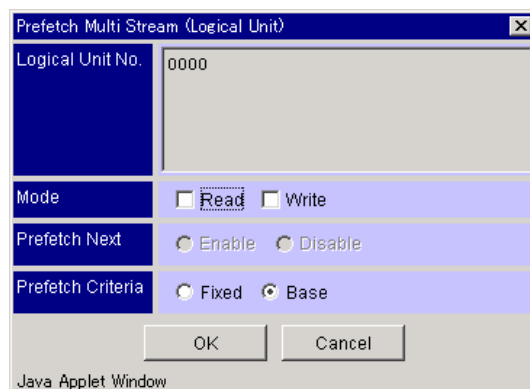 Prefetch Multi Stream (Logical Unit)
Logical Unit No. 0000
Mode Read Write
Prefetch Next Enable Disable
Prefetch Criteria Fixed Base
OK Cancel
Java Applet Window